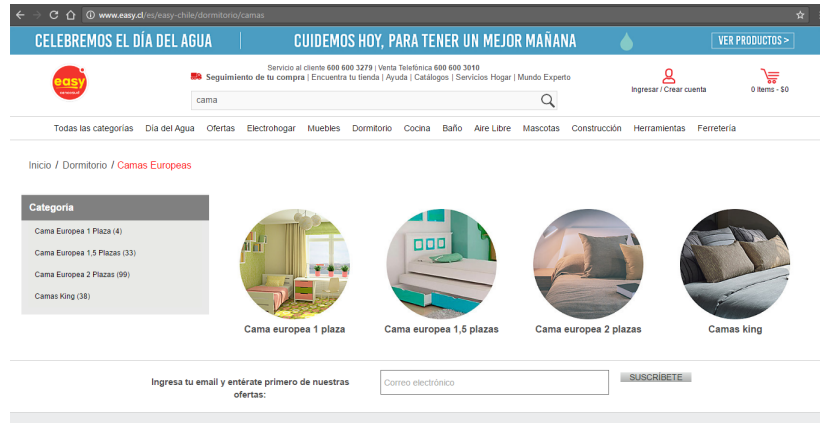 www.easy.cl/es/easy-chile/dormitorio/camas
CELEBREMOS EL DÍA DEL AGUA | CUIDEMOS HOY, PARA TENER UN MEJOR MAÑANA VER PRODUCTOS >
easy
Servicio al cliente 600 600 3279 | Venta Telefónica 600 600 3010
Seguimiento de tu compra | Encuentra tu tienda | Ayuda | Catálogos | Servicios Hogar | Mundo Experto
cama
Ingresar / Crear cuenta 0 Items - $0
Todas las categorías Día del Agua Ofertas Electrohogar Muebles Dormitorio Cocina Baño Aire Libre Mascotas Construcción Herramientas Ferretería
Inicio / Dormitorio / Camas Europeas
Categoria
Cama Europea 1 Plaza (4)
Cama Europea 1,5 Plazas (33)
Cama Europea 2 Plazas (99)
Camas King (38)
Cama europea 1 plaza Cama europea 1,5 plazas Cama europea 2 plazas Camas king
Ingresa tu email y entérate primero de nuestras
ofertas:
Correo electrónico
SUSCRÍBETE